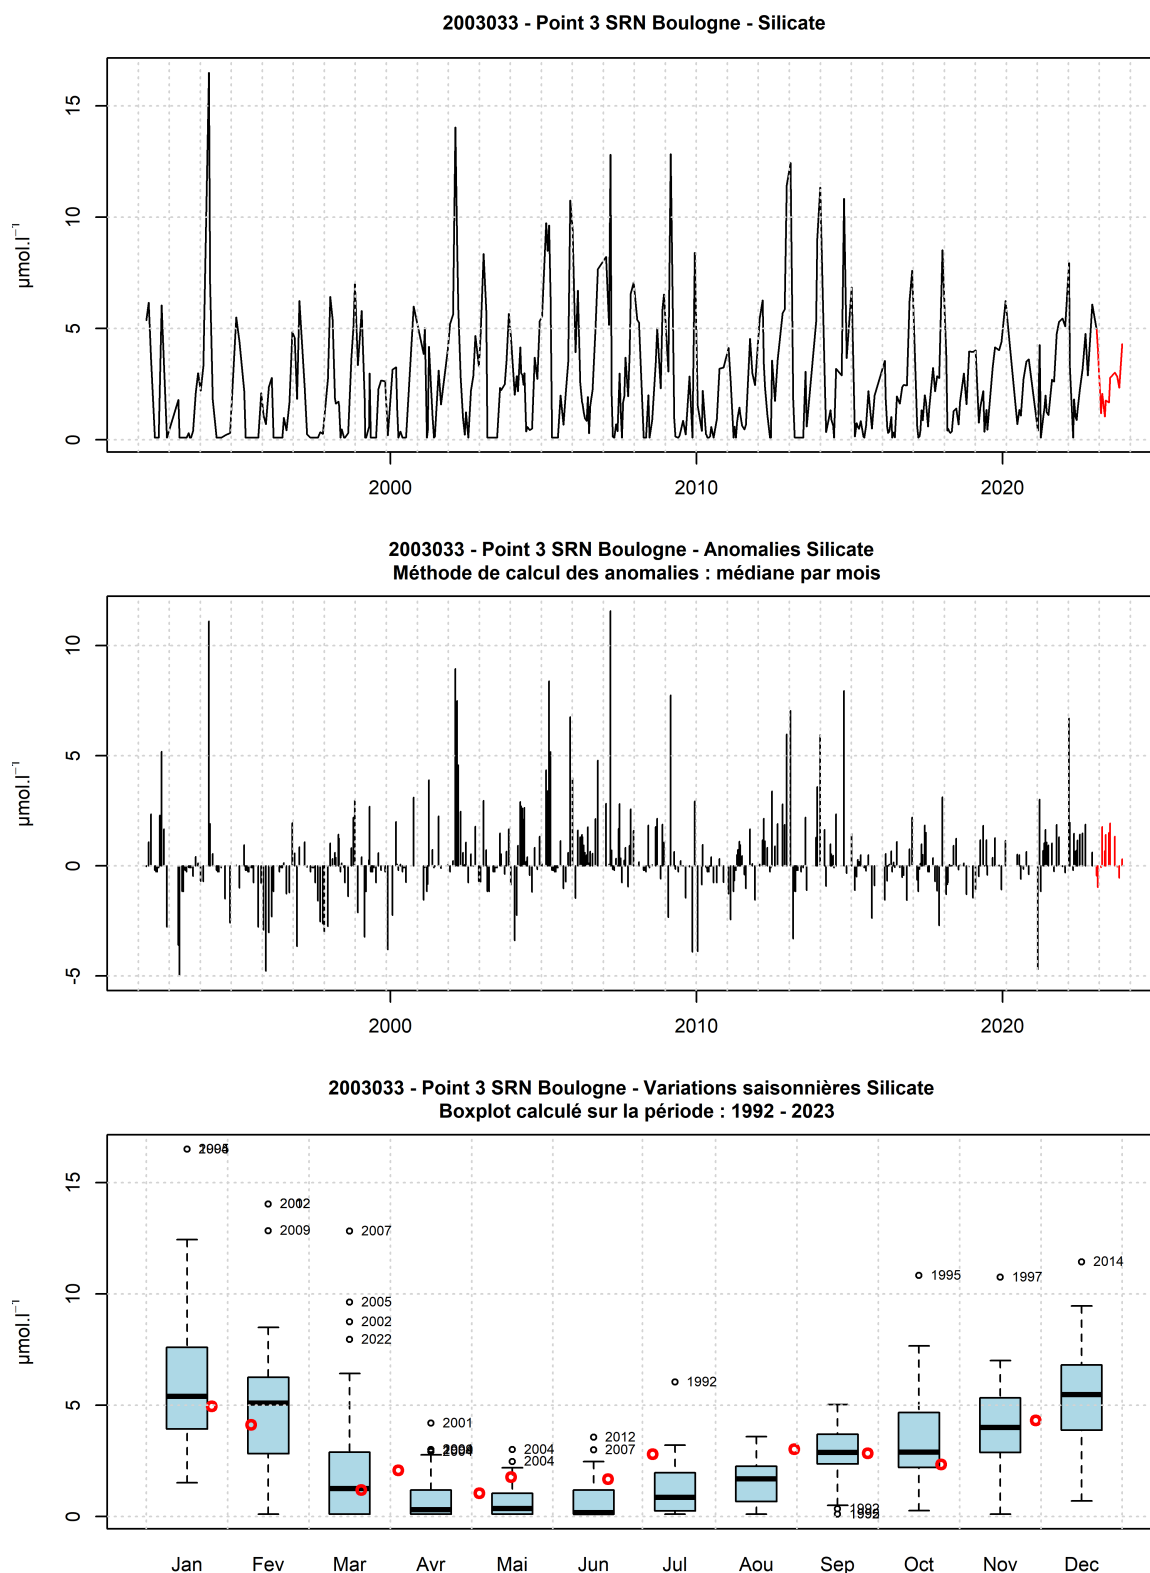 2003033 - Point 3 SRN Boulogne - Silicate
15
10
5
0
µmol.l⁻¹
2000
2010
2020
2003033 - Point 3 SRN Boulogne - Anomalies Silicate
Méthode de calcul des anomalies : médiane par mois
10
5
0
-5
µmol.l⁻¹
2000
2010
2020
2003033 - Point 3 SRN Boulogne - Variations saisonnières Silicate
Boxplot calculé sur la période : 1992 - 2023
15
10
5
0
µmol.l⁻¹
2009
2007
2005
2002
2022
2001
2004
2004
2012
2007
1992
1992
1995
1997
2014
Jan
Fev
Mar
Avr
Mai
Jun
Jul
Aou
Sep
Oct
Nov
Dec